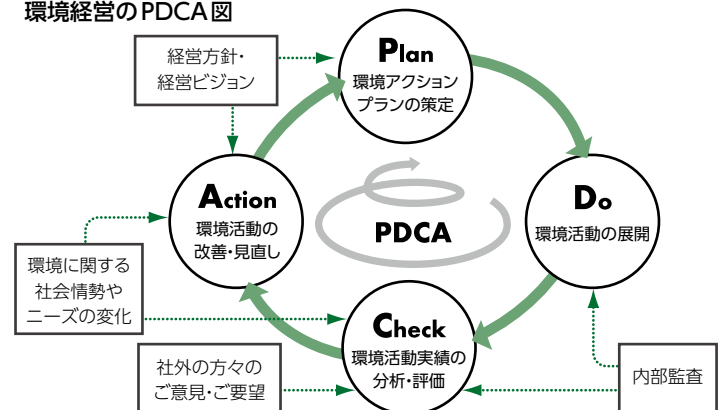 環境経営のPDCA図
経営方針・
経営ビジョン
Plan
環境アクション
プランの策定
Action
環境活動の
改善・見直し
PDCA
Do
環境活動の展開
環境に関する
社会情勢や
ニーズの変化
Check
環境活動実績の
分析・評価
社外の方々の
ご意見・ご要望
内部監査